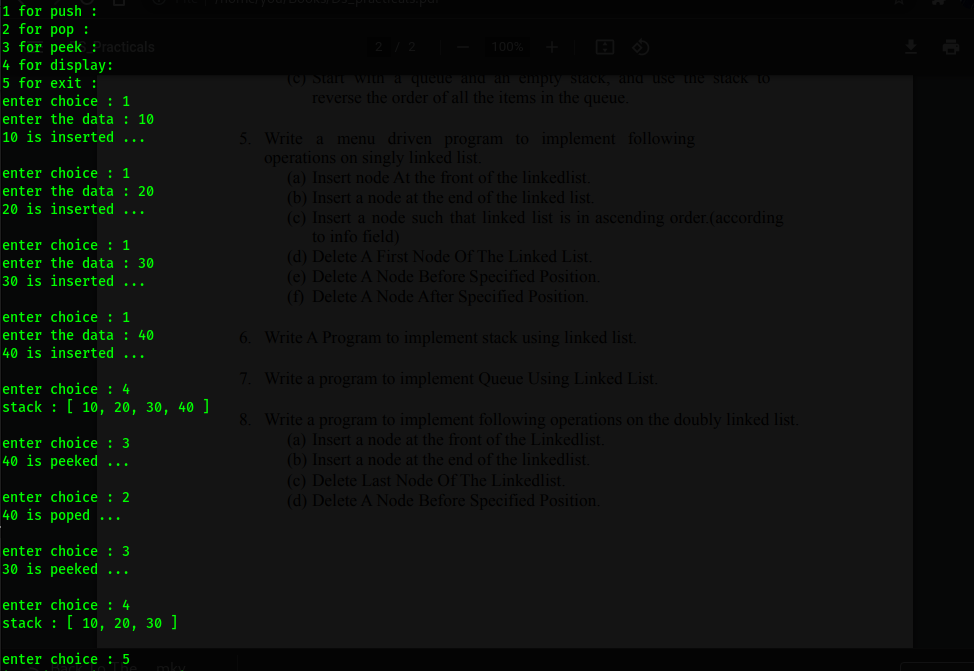 1 for push :
2 for pop :
3 for peek :
4 for display:
5 for exit :
enter choice : 1
enter the data : 10
10 is inserted ...
enter choice : 1
enter the data : 20
20 is inserted ...
enter choice : 1
enter the data : 30
30 is inserted ...
enter choice : 1
enter the data : 40
40 is inserted ...
enter choice : 4
stack : [ 10, 20, 30, 40 ]
enter choice : 3
40 is peeked ...
enter choice : 2
40 is poped ...
enter choice : 3
30 is peeked ...
enter choice : 4
stack : [ 10, 20, 30 ]
enter choice : 5
Practicals
2 / 2
100%
Start with a queue and an empty stack, and use the stack to
reverse the order of all the items in the queue.
5. Write a menu driven program to implement following
operations on singly linked list.
(a) Insert node At the front of the linkedlist.
(b) Insert a node at the end of the linked list.
(c) Insert a node such that linked list is in ascending order.(according
to info field)
(d) Delete A First Node Of The Linked List.
(e) Delete A Node Before Specified Position.
(f) Delete A Node After Specified Position.
6. Write A Program to implement stack using linked list.
7. Write a program to implement Queue Using Linked List.
8. Write a program to implement following operations on the doubly linked list.
(a) Insert a node at the front of the Linkedlist.
(b) Insert a node at the end of the linkedlist.
(c) Delete Last Node Of The Linkedlist.
(d) Delete A Node Before Specified Position.